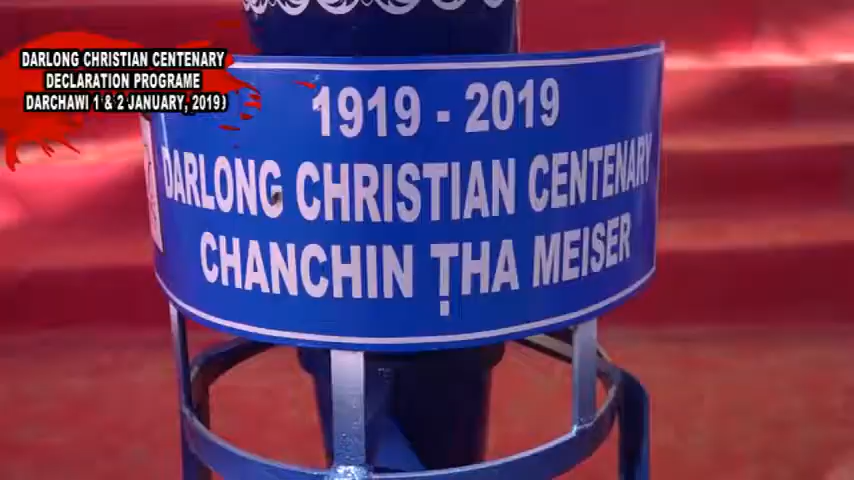 DARLONG CHRISTIAN CENTENARY
DECLARATION PROGRAME
DARCHAWI 1 & 2 JANUARY, 2019)
1919 - 2019
DARLONG CHRISTIAN CENTENARY
CHANCHIN ṬHA MEISER